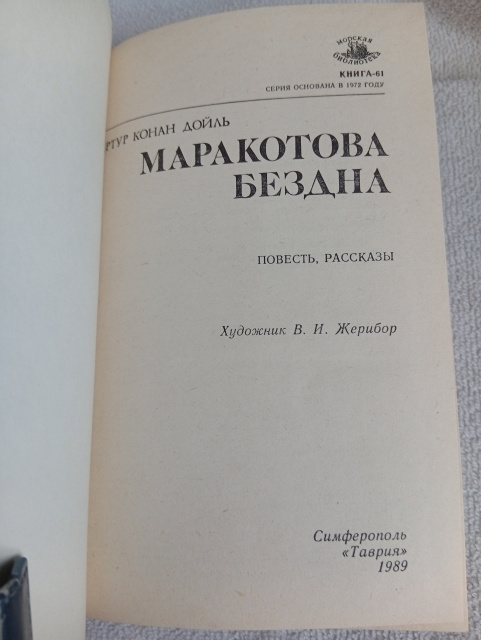 морская
библиотека
КНИГА-61
СЕРИЯ ОСНОВАНА В 1972 ГОДУ
РТУР КОНАН ДОЙЛЬ
МАРАКОТОВА
БЕЗДНА
ПОВЕСТЬ, РАССКАЗЫ
Художник В. И. Жерибор
Симферополь
«Таврия»
1989